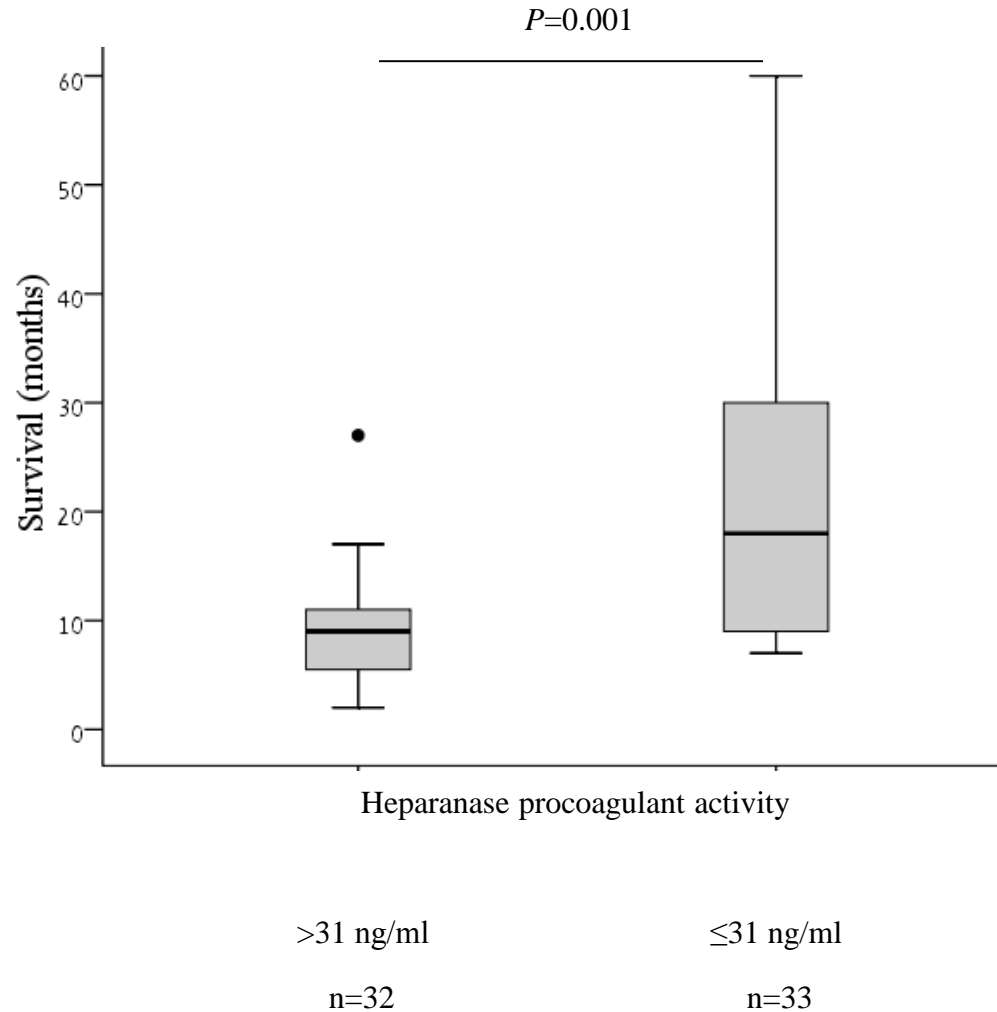 P=0.001
60
50
40
30
20
10
0
Survival (months)
Heparanase procoagulant activity
>31 ng/ml ≤31 ng/ml
n=32 n=33